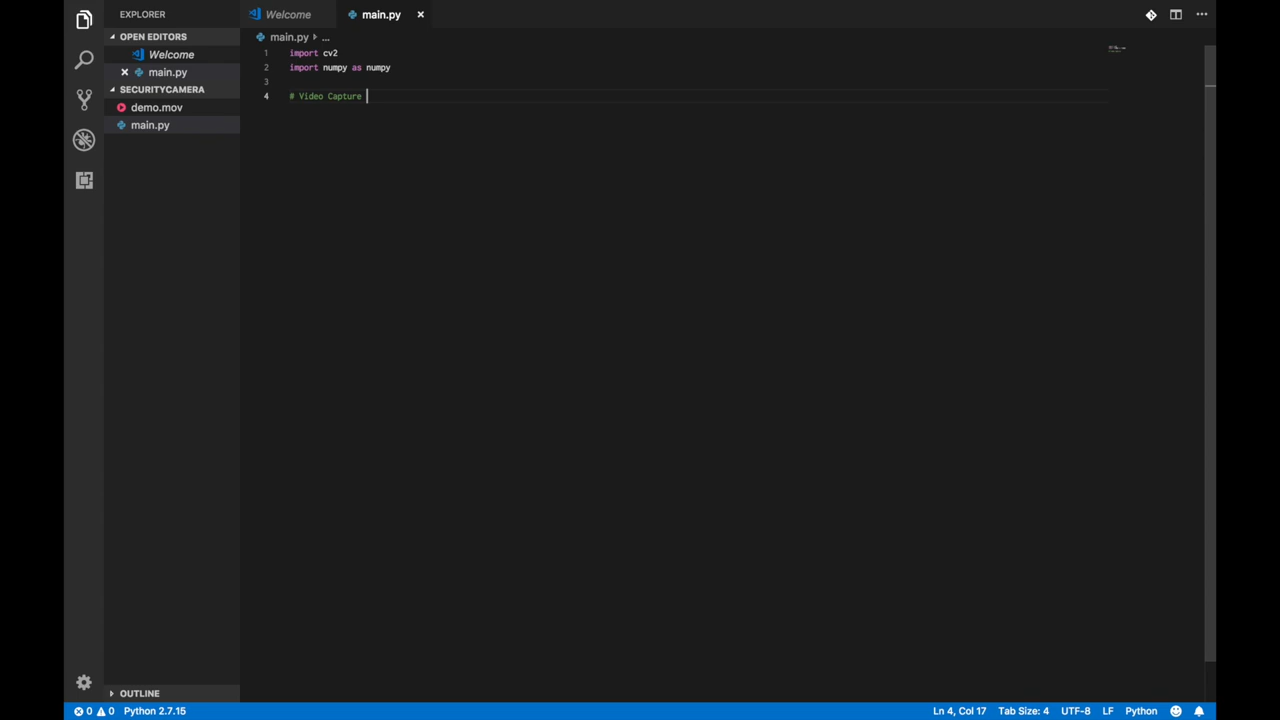 EXPLORER
OPEN EDITORS
Welcome
main.py
SECURITYCAMERA
demo.mov
main.py
OUTLINE
Welcome
main.py
main.py ...
1 import cv2
2 import numpy as numpy
3
4 # Video Capture
0 0 Python 2.7.15
Ln 4, Col 17 Tab Size: 4 UTF-8 LF Python